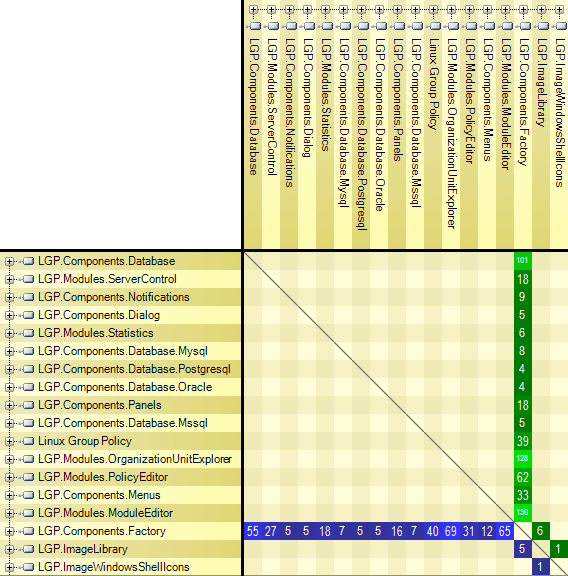 LGP.Components.Database
LGP.Modules.ServerControl
LGP.Components.Notifications
LGP.Components.Dialog
LGP.Modules.Statistics
LGP.Components.Database.Mysql
LGP.Components.Database.Postgresql
LGP.Components.Database.Oracle
LGP.Components.Panels
LGP.Components.Database.Mssql
Linux Group Policy
LGP.Modules.OrganizationUnitExplorer
LGP.Modules.PolicyEditor
LGP.Components.Menus
LGP.Modules.ModuleEditor
LGP.Components.Factory
LGP.ImageLibrary
LGP.ImageWindowsShellIcons
LGP.Components.Database 101
LGP.Modules.ServerControl 18
LGP.Components.Notifications 9
LGP.Components.Dialog 5
LGP.Modules.Statistics 6
LGP.Components.Database.Mysql 8
LGP.Components.Database.Postgresql 4
LGP.Components.Database.Oracle 4
LGP.Components.Panels 18
LGP.Components.Database.Mssql 5
Linux Group Policy 39
LGP.Modules.OrganizationUnitExplorer 128
LGP.Modules.PolicyEditor 62
LGP.Components.Menus 33
LGP.Modules.ModuleEditor 130
LGP.Components.Factory 55 27 5 5 18 7 5 5 16 7 40 69 31 12 65 6
LGP.ImageLibrary 5 1
LGP.ImageWindowsShellIcons 1